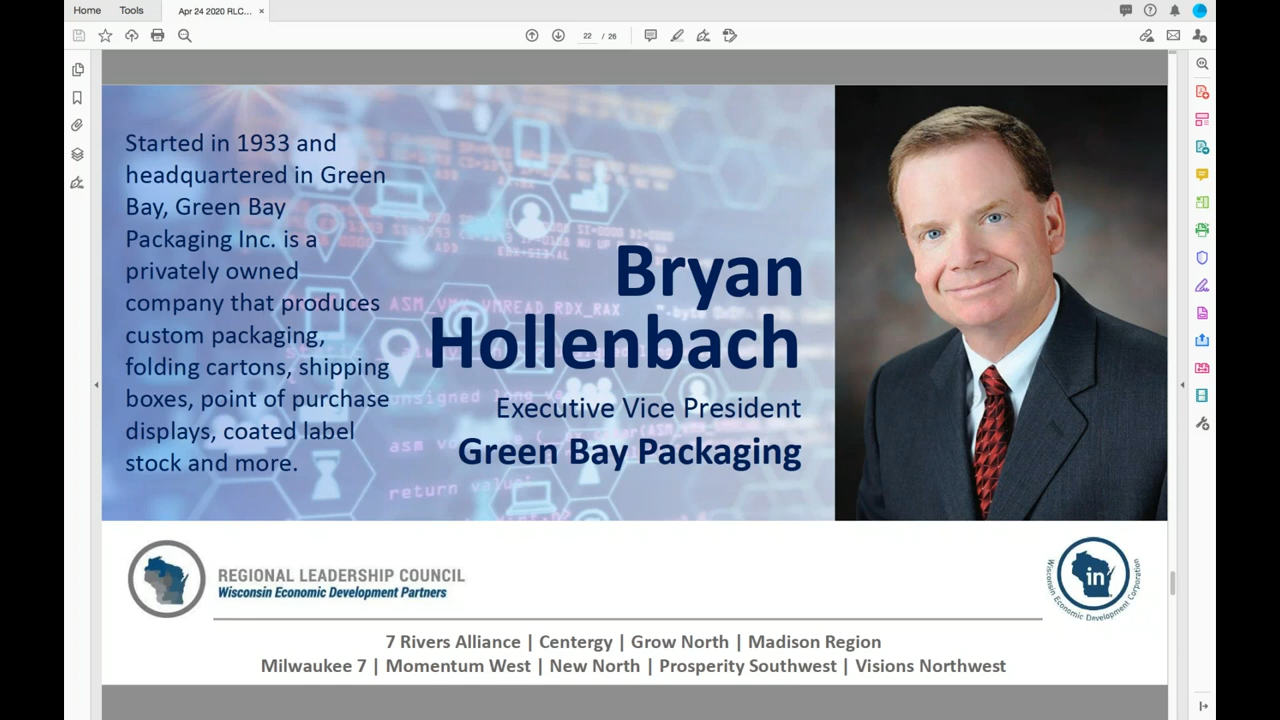 Home
Tools
Apr 24 2020 RLC... ×
22 / 26
Started in 1933 and
headquartered in Green
Bay, Green Bay
Packaging Inc. is a
privately owned
company that produces
custom packaging,
folding cartons, shipping
boxes, point of purchase
displays, coated label
stock and more.
Bryan
Hollenbach
Executive Vice President
Green Bay Packaging
ASM_VMX_VMREAD_RDX_RAX
return value
REGIONAL LEADERSHIP COUNCIL
Wisconsin Economic Development Partners
in
Wisconsin Economic Development Corporation
7 Rivers Alliance | Centergy | Grow North | Madison Region
Milwaukee 7 | Momentum West | New North | Prosperity Southwest | Visions Northwest